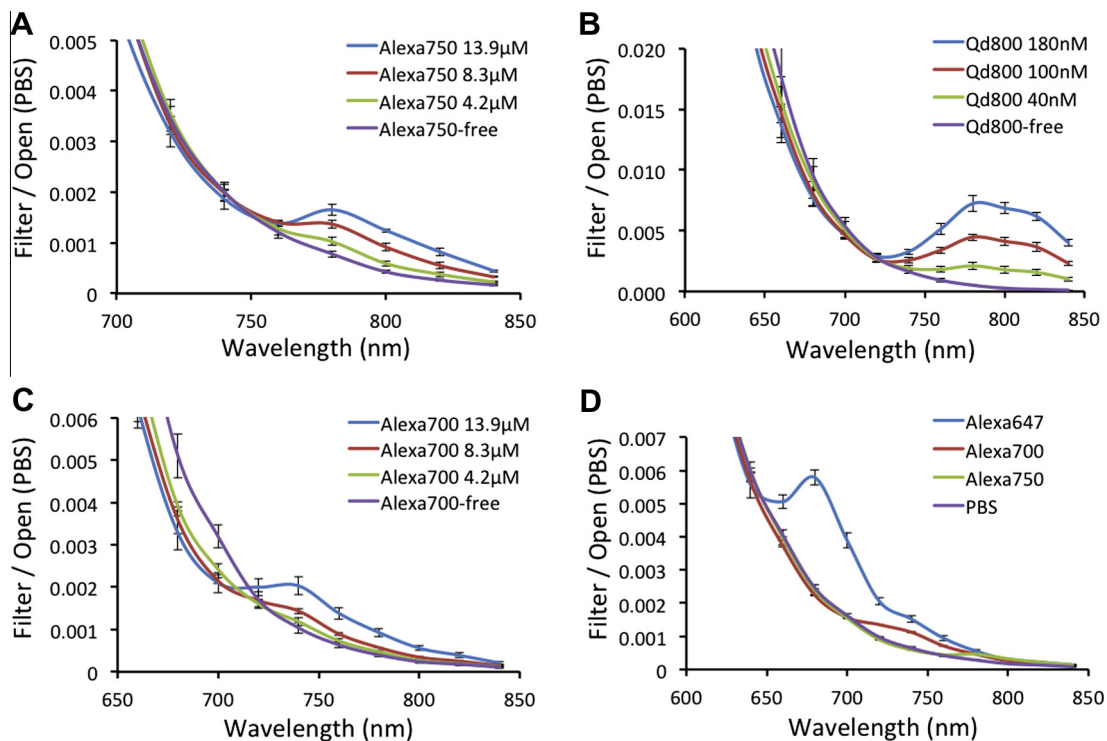 A
Filter / Open (PBS)
0.005
0.004
0.003
0.002
0.001
0
700
750
800
850
Wavelength (nm)
Alexa750 13.9μM
Alexa750 8.3μM
Alexa750 4.2μM
Alexa750-free
B
Filter / Open (PBS)
0.020
0.015
0.010
0.005
0.000
600
650
700
750
800
850
Wavelength (nm)
Qd800 180nM
Qd800 100nM
Qd800 40nM
Qd800-free
C
Filter / Open (PBS)
0.006
0.005
0.004
0.003
0.002
0.001
0
650
700
750
800
850
Wavelength (nm)
Alexa700 13.9μM
Alexa700 8.3μM
Alexa700 4.2μM
Alexa700-free
D
Filter / Open (PBS)
0.007
0.006
0.005
0.004
0.003
0.002
0.001
0
600
650
700
750
800
850
Wavelength (nm)
Alexa647
Alexa700
Alexa750
PBS